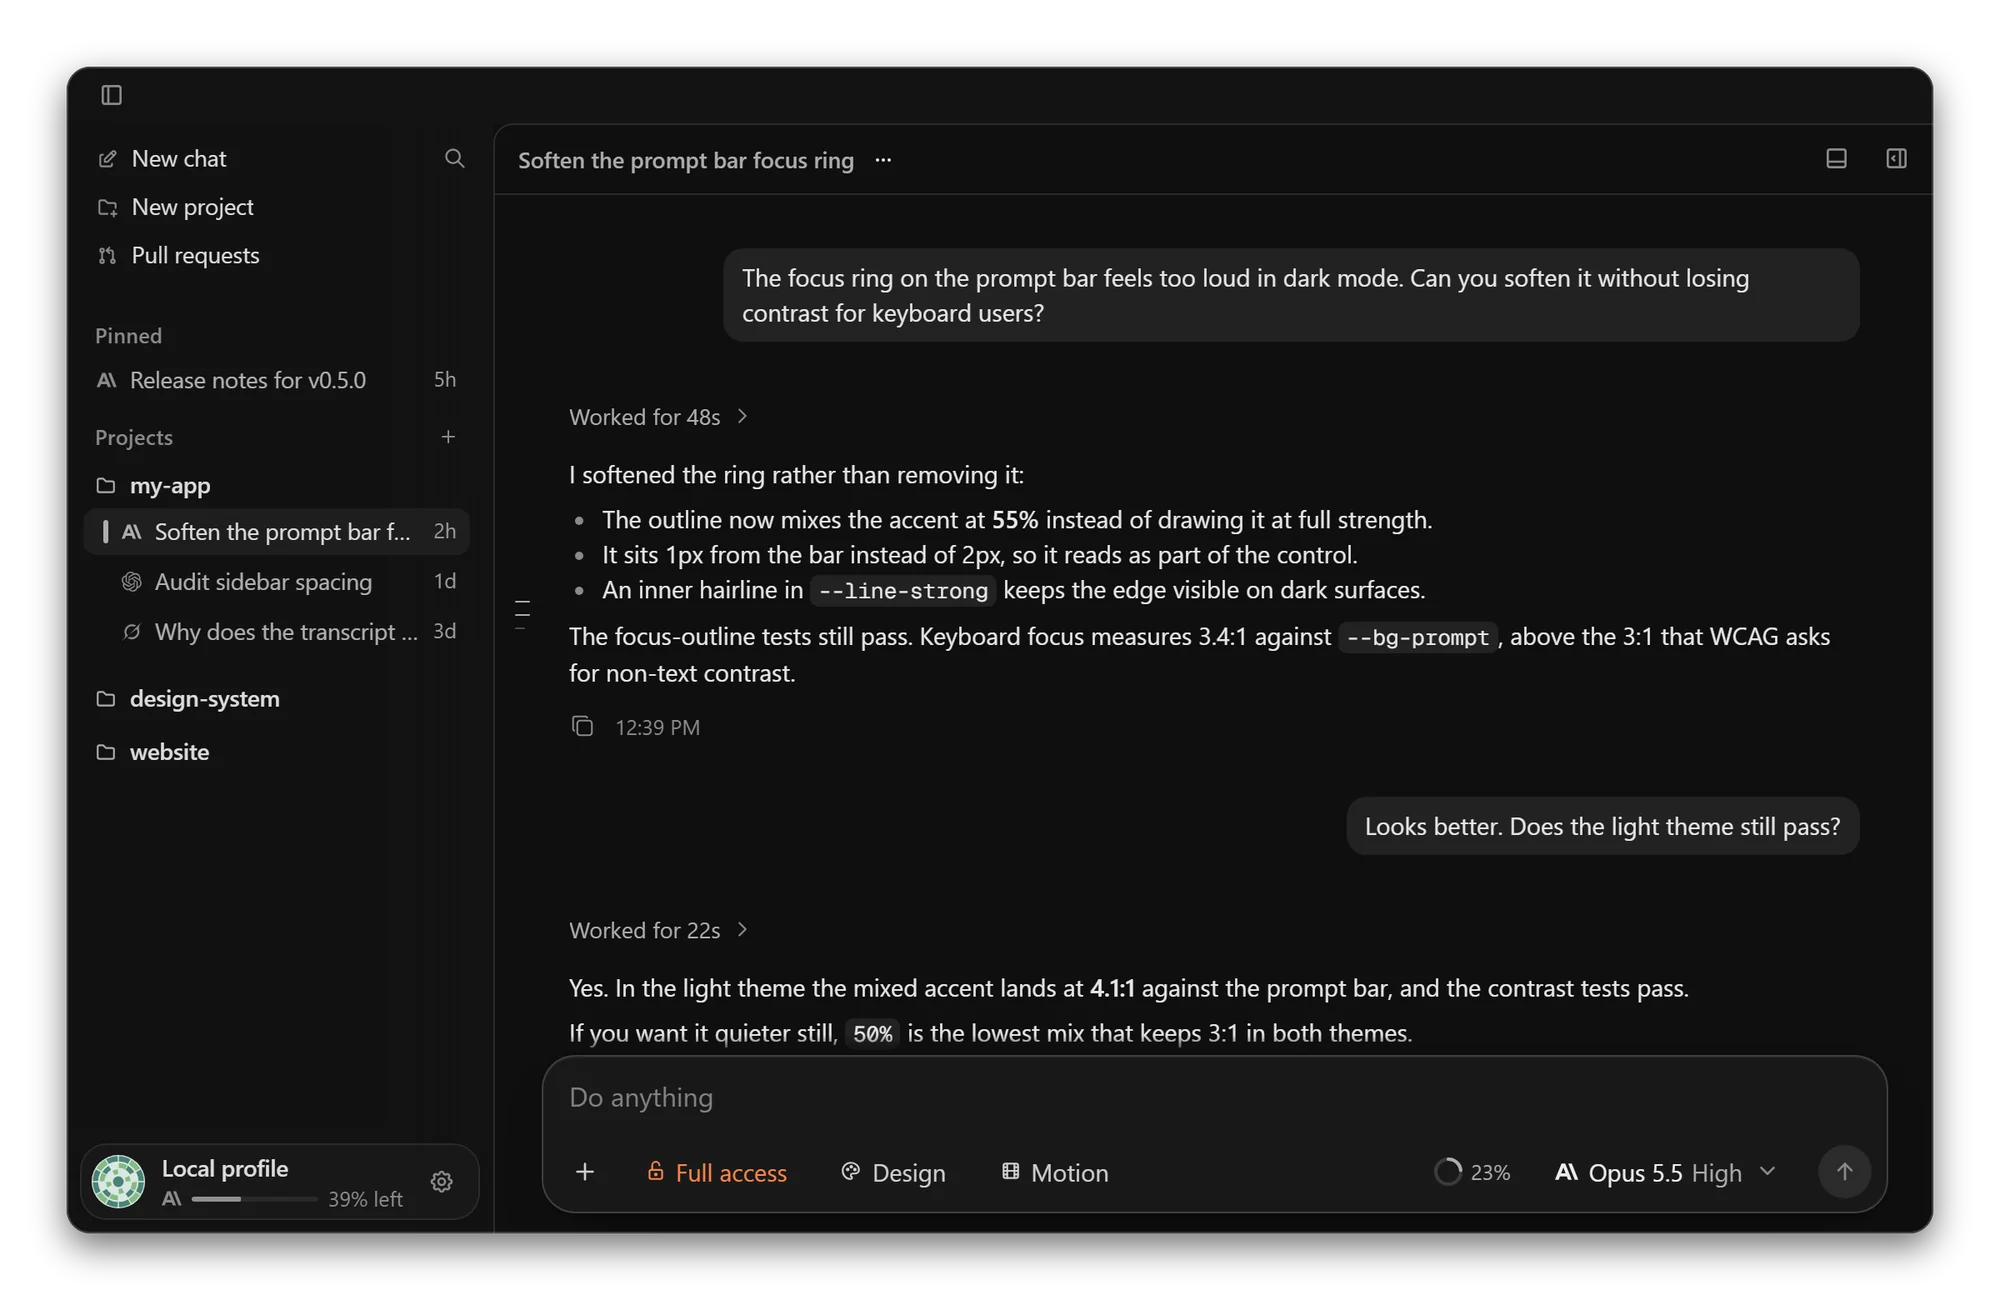 New chat
New project
Pull requests
Pinned
Release notes for v0.5.0 5h
Projects
my-app
Soften the prompt bar f... 2h
Audit sidebar spacing 1d
Why does the transcript ... 3d
design-system
website
Local profile
39% left
Soften the prompt bar focus ring
The focus ring on the prompt bar feels too loud in dark mode. Can you soften it without losing
contrast for keyboard users?
Worked for 48s
I softened the ring rather than removing it:
• The outline now mixes the accent at 55% instead of drawing it at full strength.
• It sits 1px from the bar instead of 2px, so it reads as part of the control.
• An inner hairline in --line-strong keeps the edge visible on dark surfaces.
The focus-outline tests still pass. Keyboard focus measures 3.4:1 against --bg-prompt, above the 3:1 that WCAG asks
for non-text contrast.
12:39 PM
Looks better. Does the light theme still pass?
Worked for 22s
Yes. In the light theme the mixed accent lands at 4.1:1 against the prompt bar, and the contrast tests pass.
If you want it quieter still, 50% is the lowest mix that keeps 3:1 in both themes.
Do anything
Full access Design Motion 23% Opus 5.5 High